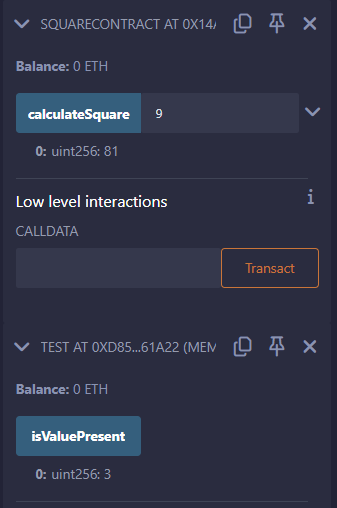 SQUARECONTRACT AT 0X14A
Balance: 0 ETH
calculateSquare 9
0: uint256: 81
Low level interactions i
CALLDATA
Transact
TEST AT 0XD85...61A22 (MEM
Balance: 0 ETH
isValuePresent
0: uint256: 3